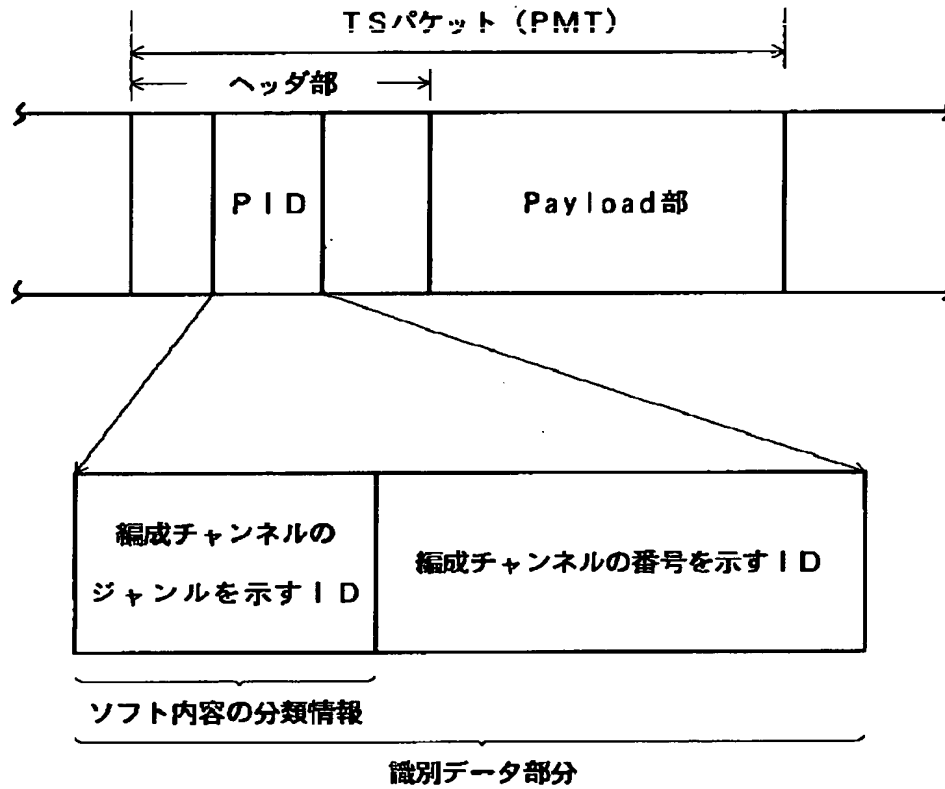 TSパケット（PMT）
ヘッダ部
PID
Payload部
編成チャンネルの
ジャンルを示すID
編成チャンネルの番号を示すID
ソフト内容の分類情報
識別データ部分